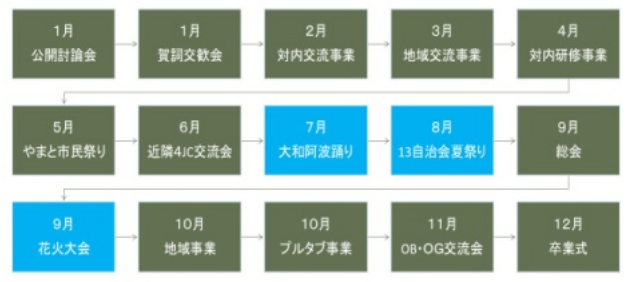 1月
公開討論会
1月
賀詞交歓会
2月
対内交流事業
3月
地域交流事業
4月
対内研修事業
5月
やまと市民祭り
6月
近隣4JC交流会
7月
大和阿波踊り
8月
13自治会夏祭り
9月
総会
9月
花火大会
10月
地域事業
10月
プルタブ事業
11月
OB・OG交流会
12月
卒業式